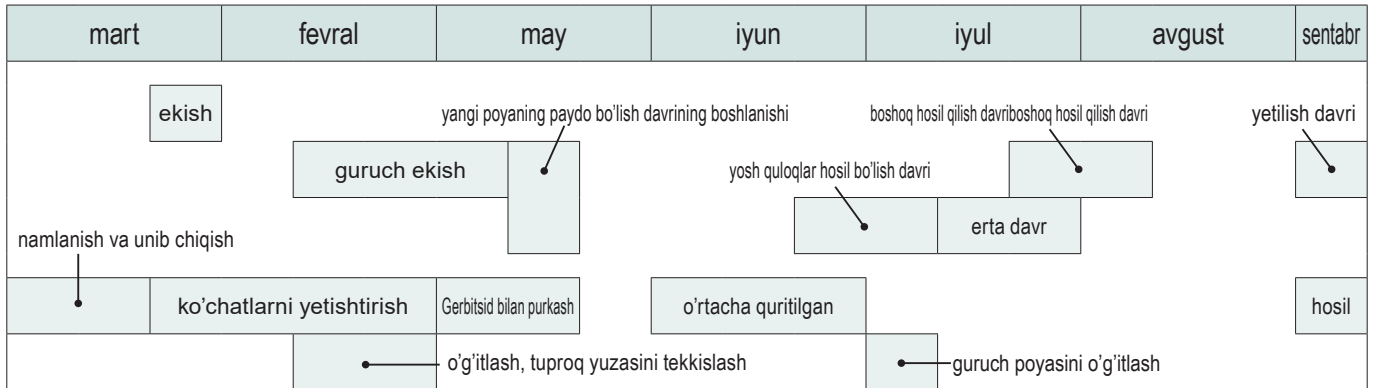 mart fevral may iyun iyul avgust sentabr
ekish
yangi poyaning paydo bo'lish davrining boshlanishi
boshoq hosil qilish davriboshoq hosil qilish davri
yetilish davri
guruch ekish
yosh quloqlar hosil bo'lish davri
erta davr
namlanish va unib chiqish
ko'chatlarni yetishtirish
Gerbitsid bilan purkash
o'rtacha quritilgan
hosil
o'g'itlash, tuproq yuzasini tekkislash
guruch poyasini o'g'itlash